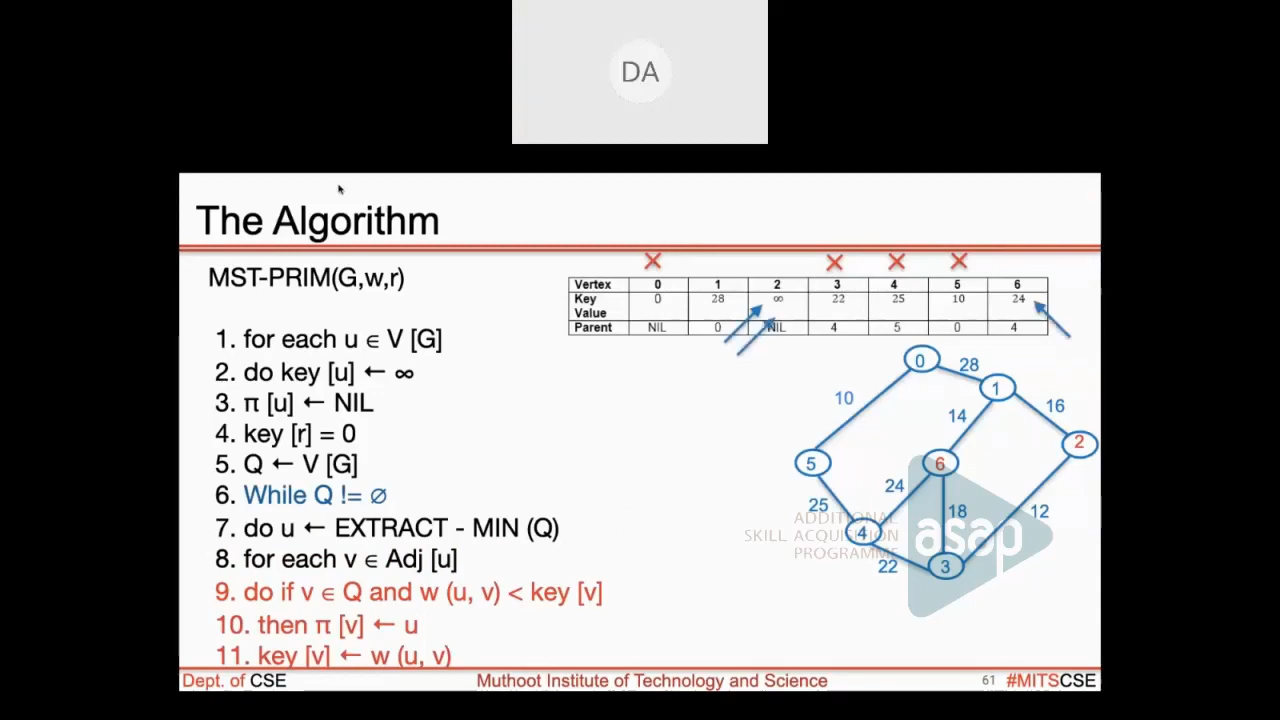 DA
The Algorithm
MST-PRIM(G,w,r)
1. for each u ∈ V [G]
2. do key [u] ← ∞
3. π [u] ← NIL
4. key [r] = 0
5. Q ← V [G]
6. While Q != ∅
7. do u ← EXTRACT - MIN (Q)
8. for each v ∈ Adj [u]
9. do if v ∈ Q and w (u, v) < key [v]
10. then π [v] ← u
11. key [v] ← w (u, v)
Vertex 0 1 2 3 4 5 6
Key Value 0 28 ∞ 22 25 10 24
Parent NIL 0 NIL 4 5 0 4
0
28
1
10
16
14
2
5
6
24
25
18
12
4
22
3
ADDITIONAL
SKILL ACQUISITION
PROGRAMME
asap
Dept. of CSE
Muthoot Institute of Technology and Science
61
#MITSCSE